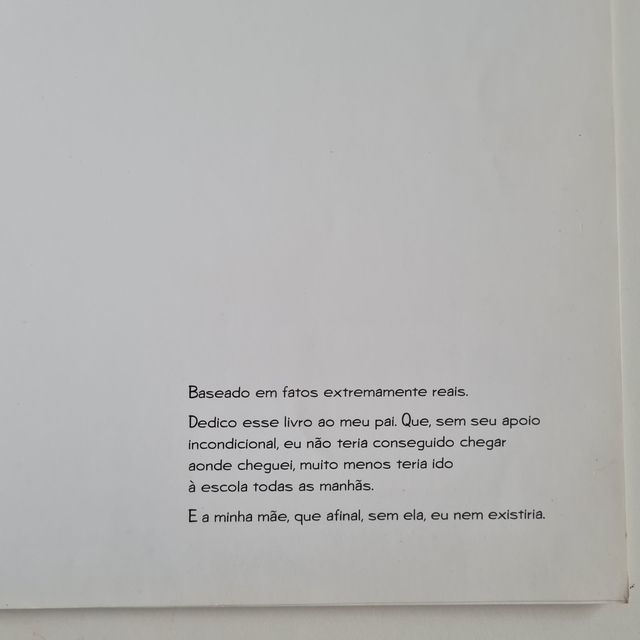 Baseado em fatos extremamente reais.
Dedico esse livro ao meu pai. Que, sem seu apoio
incondicional, eu não teria conseguido chegar
aonde cheguei, muito menos teria ido
à escola todas as manhãs.
E a minha mãe, que afinal, sem ela, eu nem existiria.